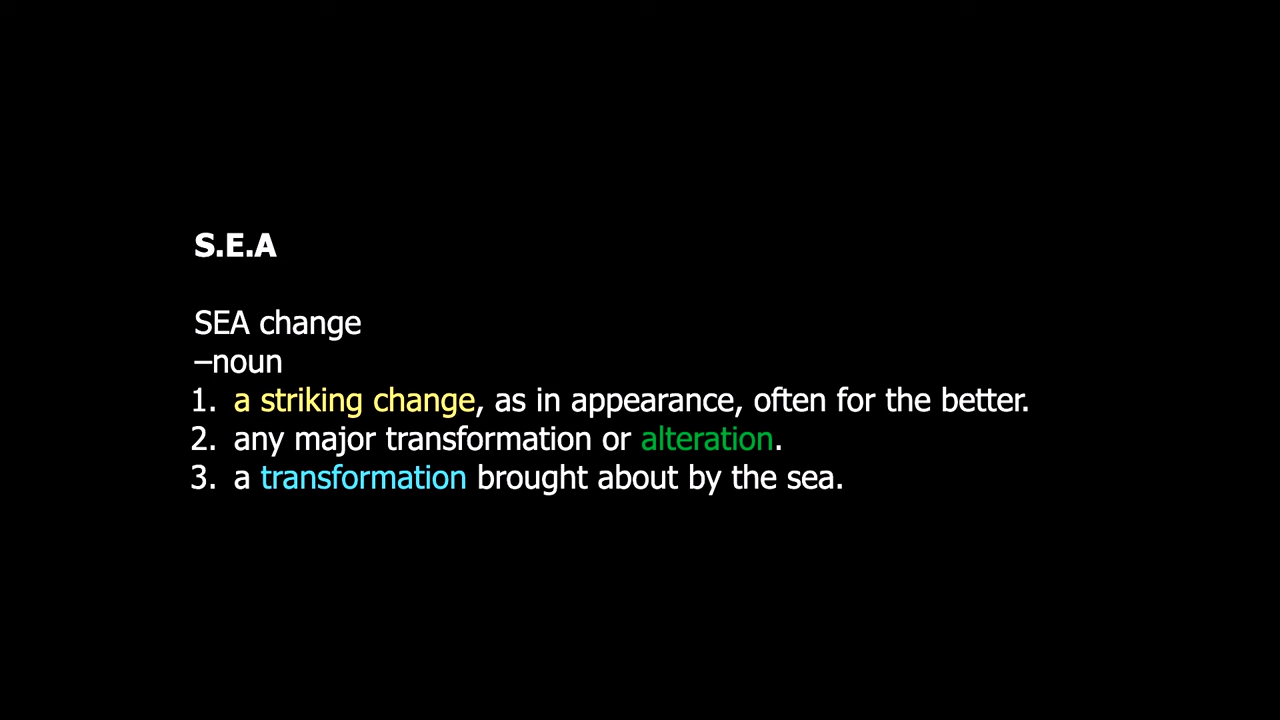 S.E.A
SEA change
–noun
1. a striking change, as in appearance, often for the better.
2. any major transformation or alteration.
3. a transformation brought about by the sea.